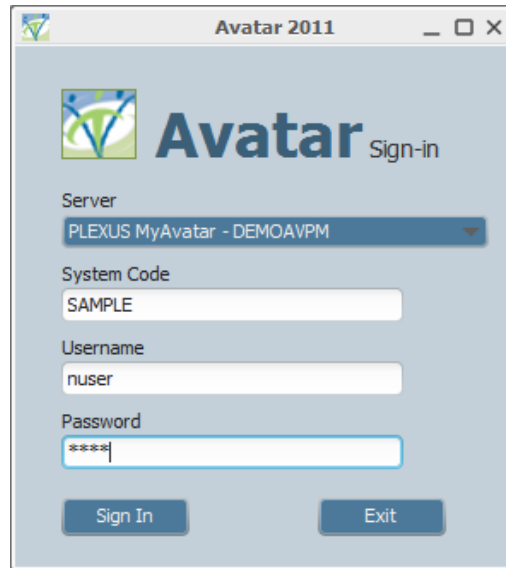 Avatar 2011
Avatar Sign-in
Server
PLEXUS MyAvatar - DEMOAVPM
System Code
SAMPLE
Username
nuser
Password
****
Sign In Exit